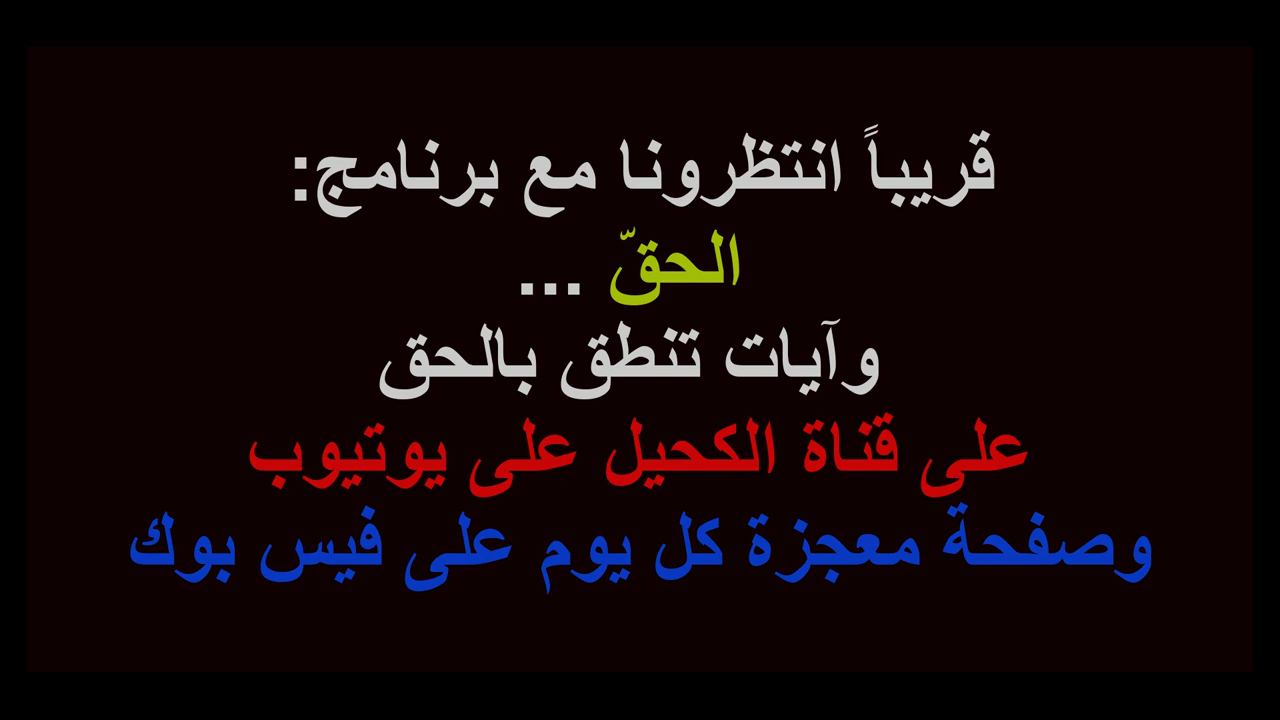 قريباً انتظرونا مع برنامج:
الحقّ ...
وآيات تنطق بالحق
على قناة الكحيل على يوتيوب
وصفحة معجزة كل يوم على فيس بوك